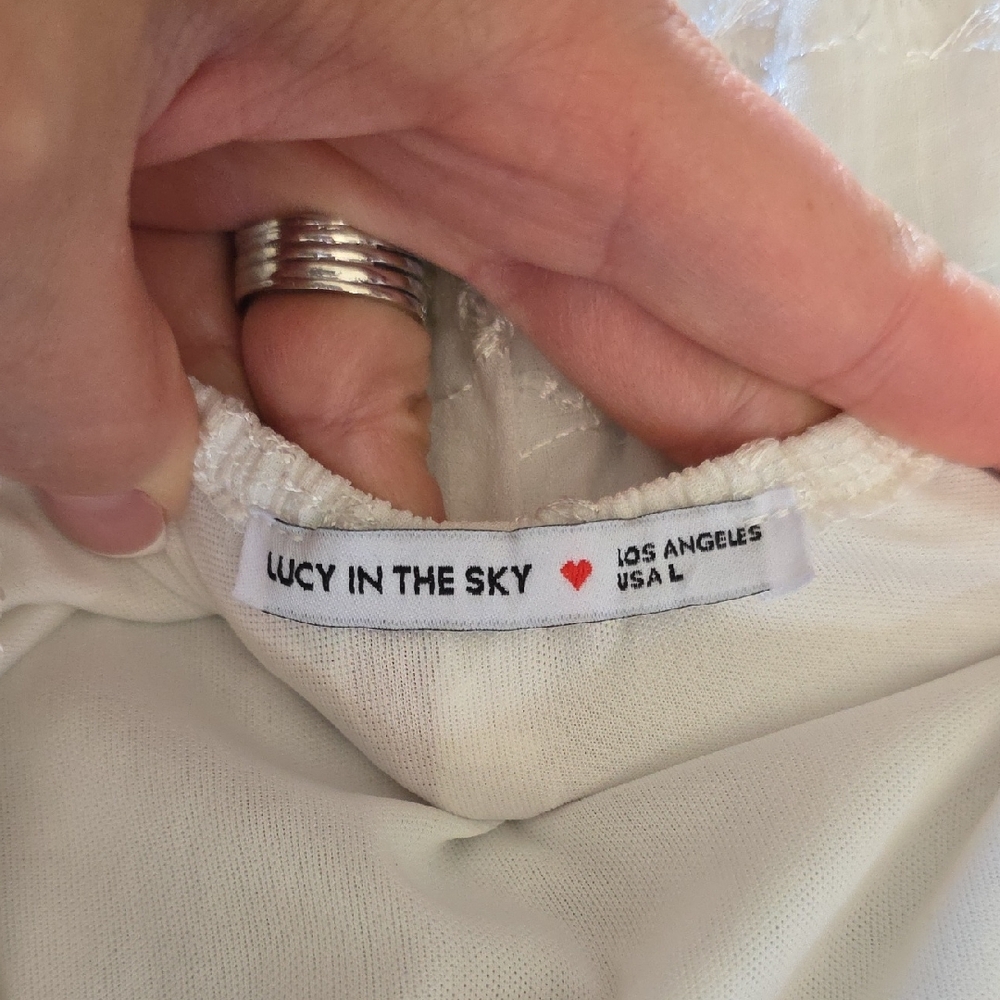 LUCY IN THE SKY ♥ LOS ANGELES
USA L